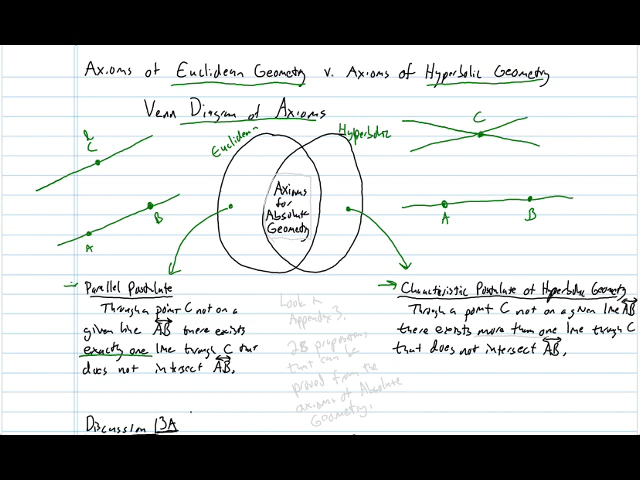 Axioms of Euclidean Geometry v. Axioms of Hyperbolic Geometry
Venn Diagram of Axioms
Euclidean
Hyperbolic
C
A
B
Axioms
for
Absolute
Geometry
C
A
B
→ Parallel Postulate
Through a point C not on a
given line AB there exists
exactly one line through C that
does not intersect AB.
Look in
Appendix 3.
28 propositions
that can be
proved from the
axioms of Absolute
Geometry.
→ Characteristic Postulate of Hyperbolic Geometry
Through a point C not on a given line AB
there exists more than one line through C
that does not intersect AB.
Discussion 13A